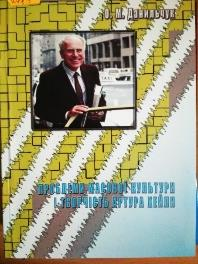 О. М. Данильчук
ПРОБЛЕМИ МАСОВОЇ КУЛЬТУРИ
І ТВОРЧІСТЬ АРТУРА ХЕЙЛІ